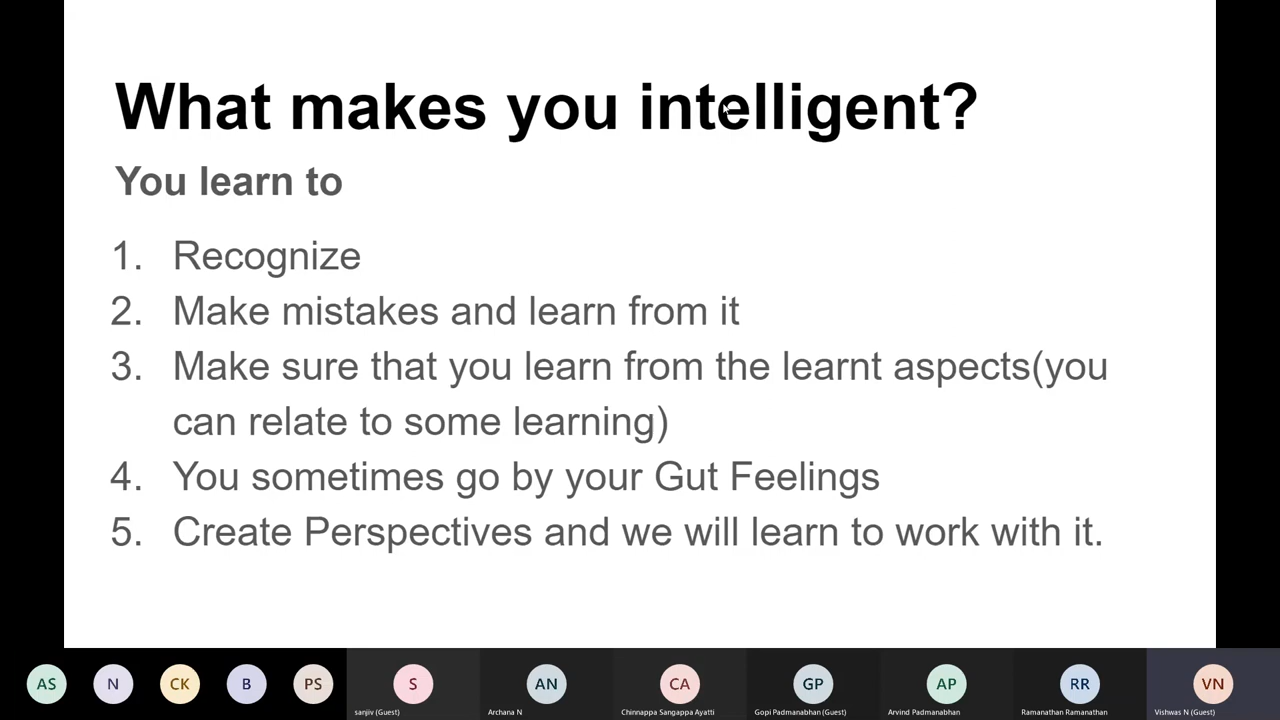 What makes you intelligent?
You learn to
1. Recognize
2. Make mistakes and learn from it
3. Make sure that you learn from the learnt aspects(you
can relate to some learning)
4. You sometimes go by your Gut Feelings
5. Create Perspectives and we will learn to work with it.
AS N CK B PS S AN CA GP AP RR VN
sanjiv (Guest) Archana N Chinnappa Sangappa Ayatti Gopi Padmanabhan (Guest) Arvind Padmanabhan Ramanathan Ramanathan Vishwas N (Guest)